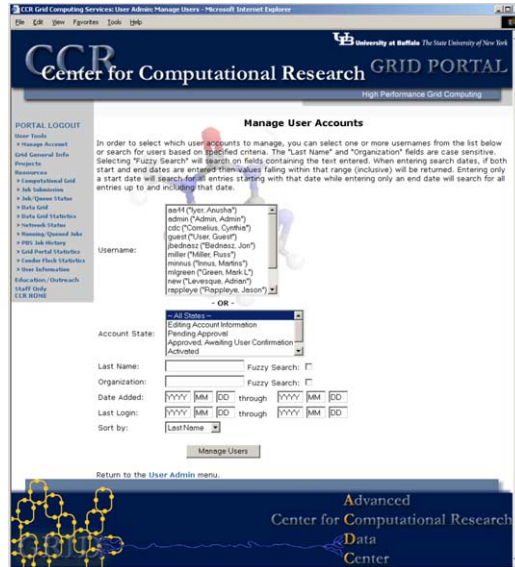 CCR Grid Computing Services: User Admin: Manage Users - Microsoft Internet Explorer
File Edit View Favorites Tools Help
University at Buffalo The State University of New York
CCR
Center for Computational Research
GRID PORTAL
High Performance Grid Computing
PORTAL LOGOUT
User Tools
» Manage Account
Grid General Info
Projects
Resources
» Computational Grid
» Job Submission
» Job/Queue Status
» Data Grid
» Data Grid Statistics
» Network Status
» Running/Queued Jobs
» PBS Job History
» Grid Portal Statistics
» Condor Flock Statistics
» User Information
Education/Outreach
Staff Only
CCR HOME
Manage User Accounts
In order to select which user accounts to manage, you can select one or more usernames from the list below
or search for users based on specified criteria. The "Last Name" and "Organization" fields are case sensitive.
Selecting "Fuzzy Search" will search on fields containing the text entered. When entering search dates, if both
start and end dates are entered then values falling within that range (inclusive) will be returned. Entering only
a start date will search for all entries starting with that date while entering only an end date will search for all
entries up to and including that date.
Username:
aa44 ("Iyer, Anusha")
admin ("Admin, Admin")
cdc ("Cornelius, Cynthia")
guest ("User, Guest")
jbednasz ("Bednasz, Jon")
miller ("Miller, Russ")
minnus ("Innus, Martins")
mlgreen ("Green, Mark L.")
new ("Levesque, Adrian")
rappleye ("Rappleye, Jason")
- OR -
Account State:
-- All States --
Editing Account Information
Pending Approval
Approved, Awaiting User Confirmation
Activated
Last Name: Fuzzy Search:
Organization: Fuzzy Search:
Date Added: YYYY MM DD through YYYY MM DD
Last Login: YYYY MM DD through YYYY MM DD
Sort by: Last Name
Manage Users
Return to the User Admin menu.
GRID
Advanced
Center for Computational Research
Data
Center